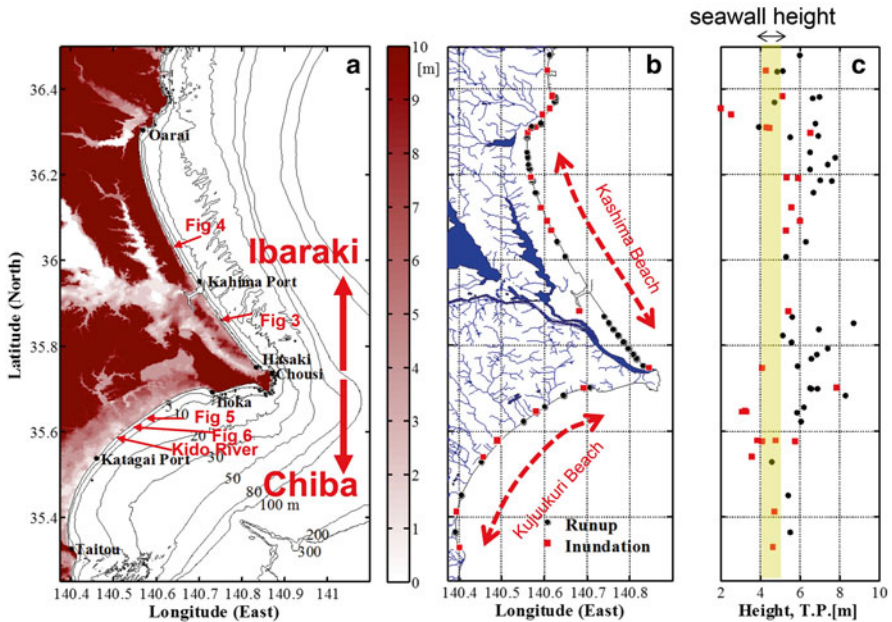 seawall height
a
b
c
10
[m]
9
8
7
6
5
4
3
2
1
0
36.4
36.2
36
35.8
35.6
35.4
Latitude (North)
Oarai
Fig 4
Ibaraki
Kahima Port
Fig 3
Hasaki
Chousi
Iioka
5
10
Fig 5
20
Fig 6
Kido River
30
Katagai Port
50
Chiba
80
100 m
200
300
Taitou
140.4 140.5 140.6 140.7 140.8 140.9 141
Longitude (East)
Kashima Beach
Kujuukuri Beach
Runup
Inundation
140.4 140.5 140.6 140.7 140.8
Longitude (East)
2 4 6 8 10
Height, T.P.[m]